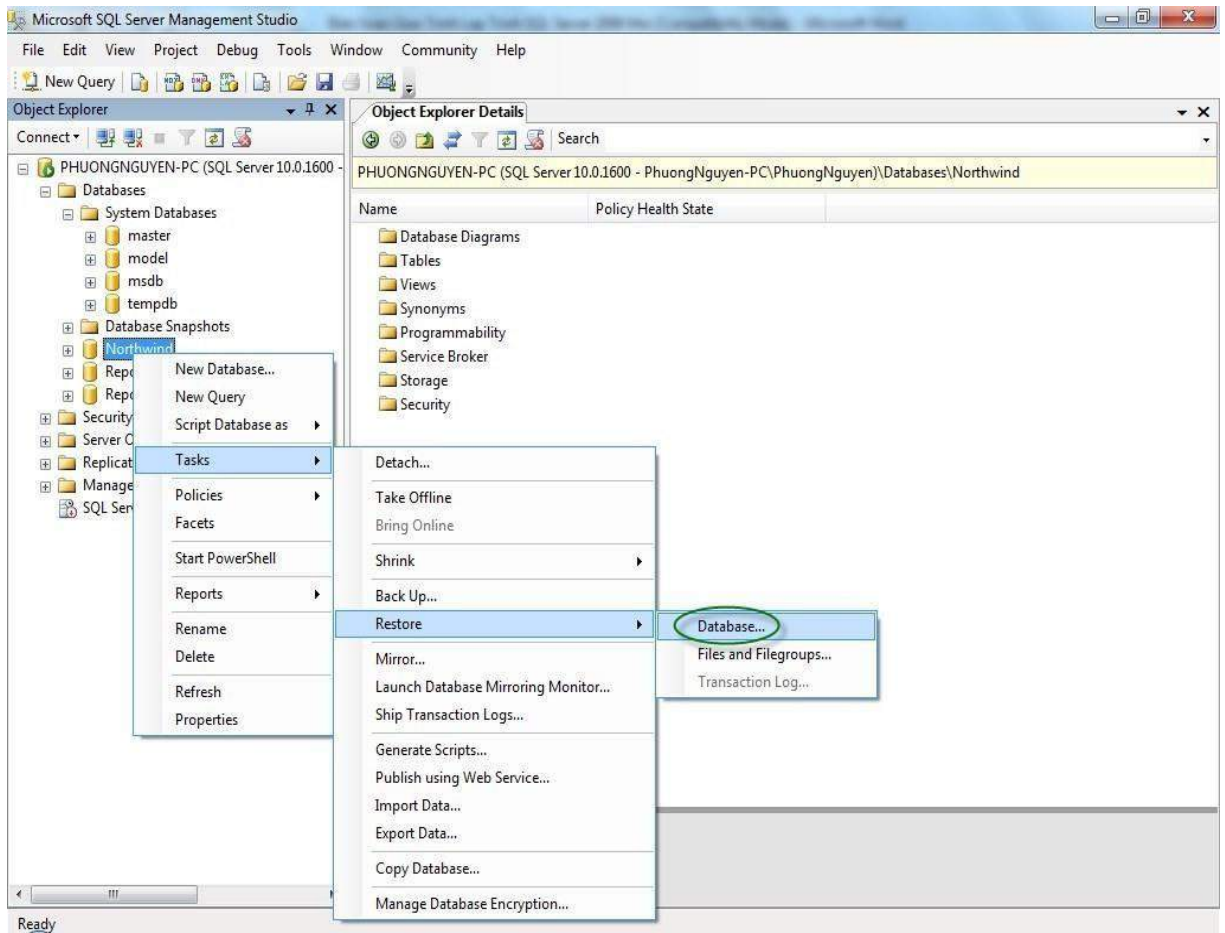 Microsoft SQL Server Management Studio
File Edit View Project Debug Tools Window Community Help
New Query
Object Explorer
Connect
PHUONGNGUYEN-PC (SQL Server 10.0.1600 -
Databases
System Databases
master
model
msdb
tempdb
Database Snapshots
Northwind
Repo
Repo
Security
Server O
Replicat
Manage
SQL Ser
Object Explorer Details
Search
PHUONGNGUYEN-PC (SQL Server 10.0.1600 - PhuongNguyen-PC\PhuongNguyen)\Databases\Northwind
Name Policy Health State
Database Diagrams
Tables
Views
Synonyms
Programmability
Service Broker
Storage
Security
New Database...
New Query
Script Database as
Tasks
Policies
Facets
Start PowerShell
Reports
Rename
Delete
Refresh
Properties
Detach...
Take Offline
Bring Online
Shrink
Back Up...
Restore
Mirror...
Launch Database Mirroring Monitor...
Ship Transaction Logs...
Generate Scripts...
Publish using Web Service...
Import Data...
Export Data...
Copy Database...
Manage Database Encryption...
Database...
Files and Filegroups...
Transaction Log...
Ready